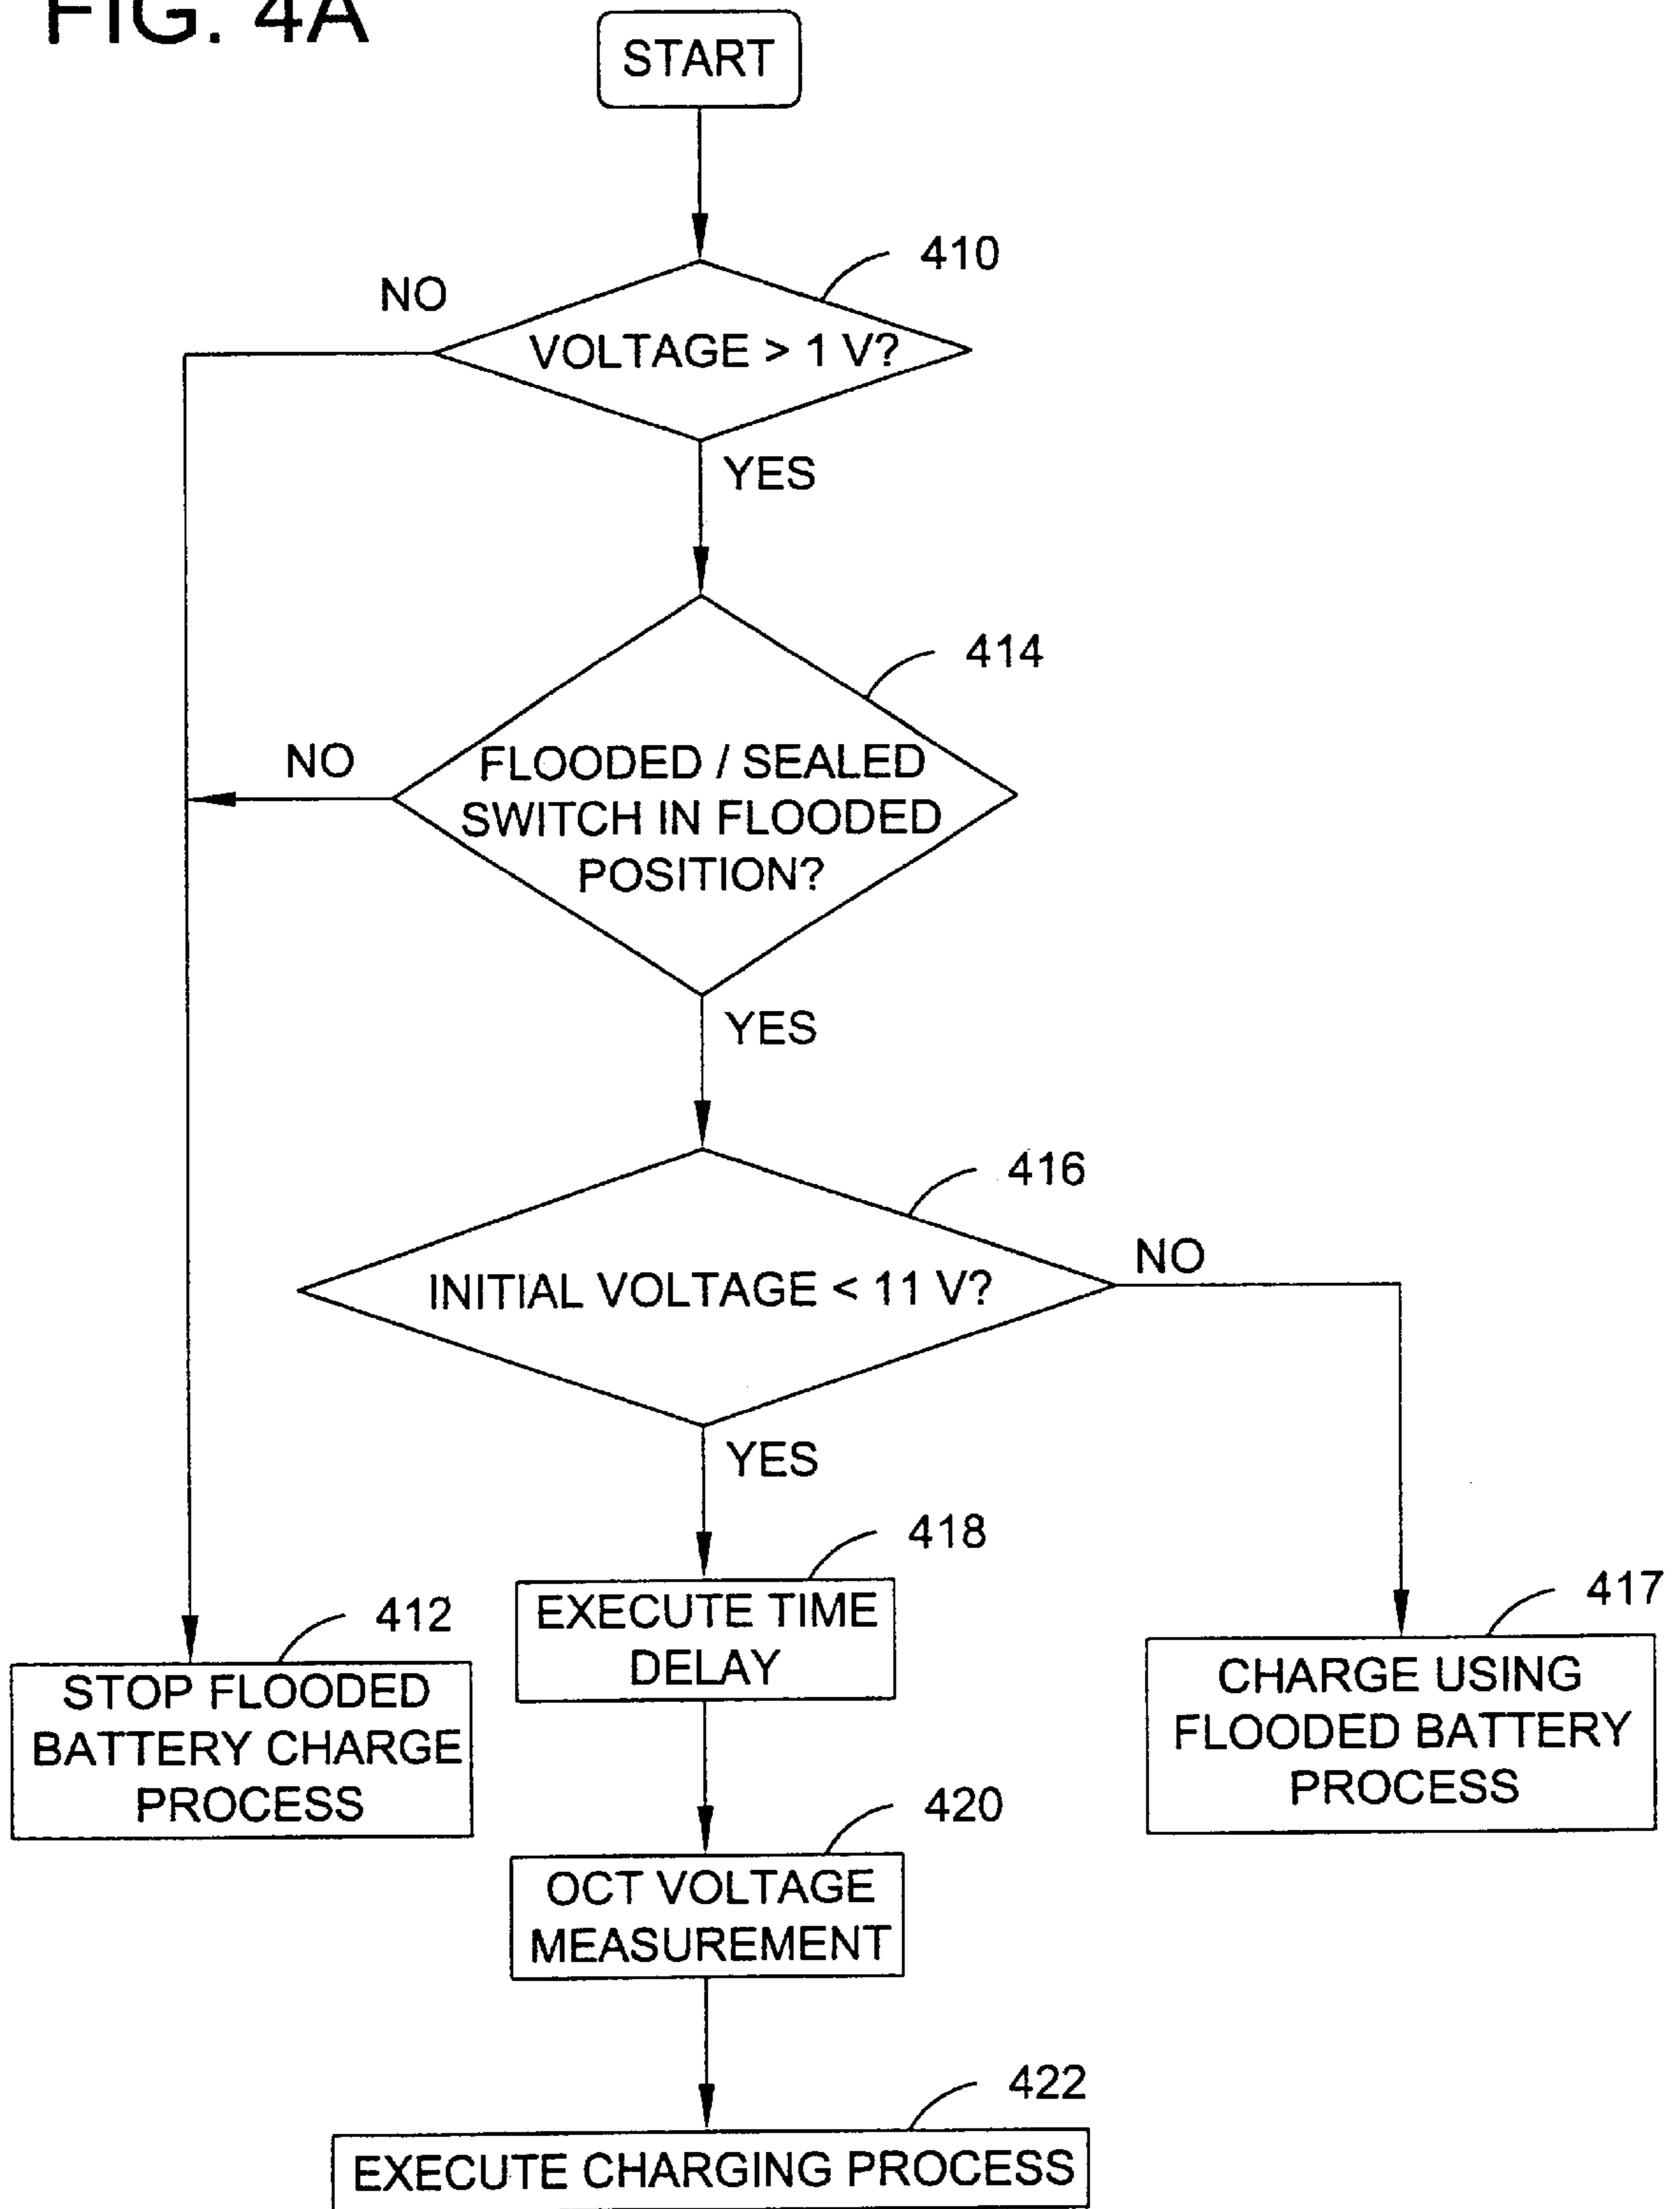 FIG. 4A
START
410
NO
VOLTAGE > 1 V?
YES
414
NO
FLOODED / SEALED
SWITCH IN FLOODED
POSITION?
YES
416
NO
INITIAL VOLTAGE < 11 V?
YES
418
EXECUTE TIME
DELAY
412
STOP FLOODED
BATTERY CHARGE
PROCESS
417
CHARGE USING
FLOODED BATTERY
PROCESS
420
OCT VOLTAGE
MEASUREMENT
422
EXECUTE CHARGING PROCESS